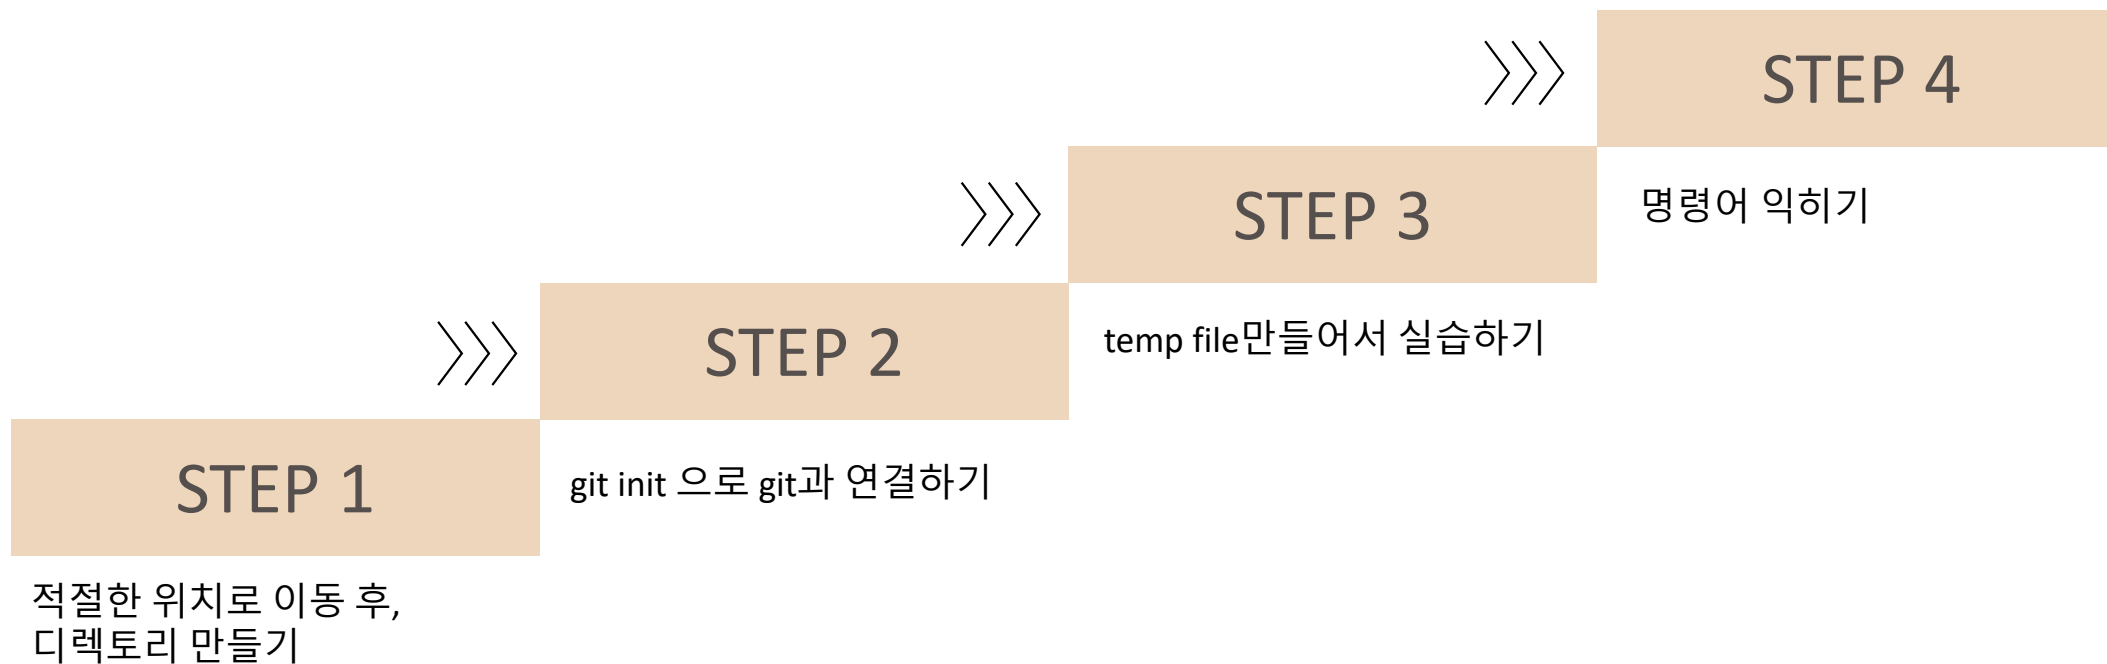 STEP 1
적절한 위치로 이동 후,
디렉토리 만들기
STEP 2
git init 으로 git과 연결하기
STEP 3
temp file만들어서 실습하기
STEP 4
명령어 익히기